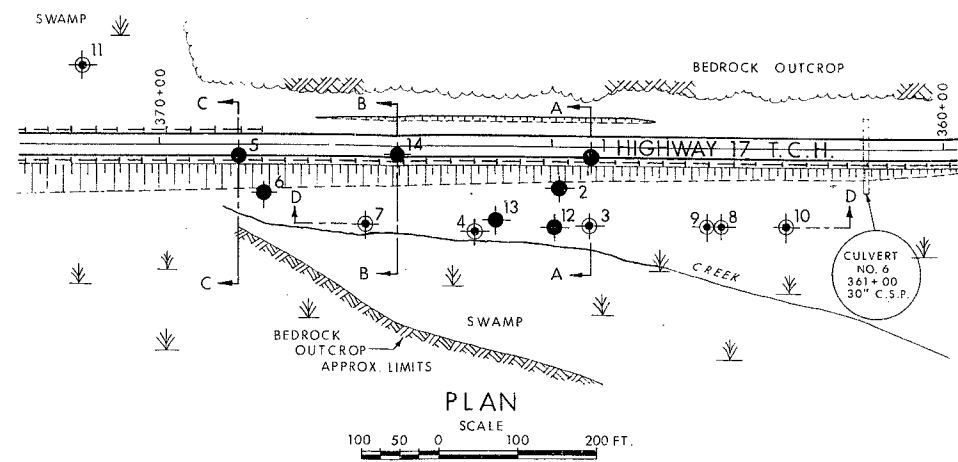 SWAMP
11
BEDROCK OUTCROP
370+00
360+00
C
B
A
5
14
1
HIGHWAY 17 T.C.H.
6
2
D
D
7
4
13
12
3
9
8
10
C
B
A
CREEK
CULVERT
NO. 6
361+00
30" C.S.P.
SWAMP
BEDROCK
OUTCROP
APPROX. LIMITS
PLAN
SCALE
100 50 0 100 200 FT.